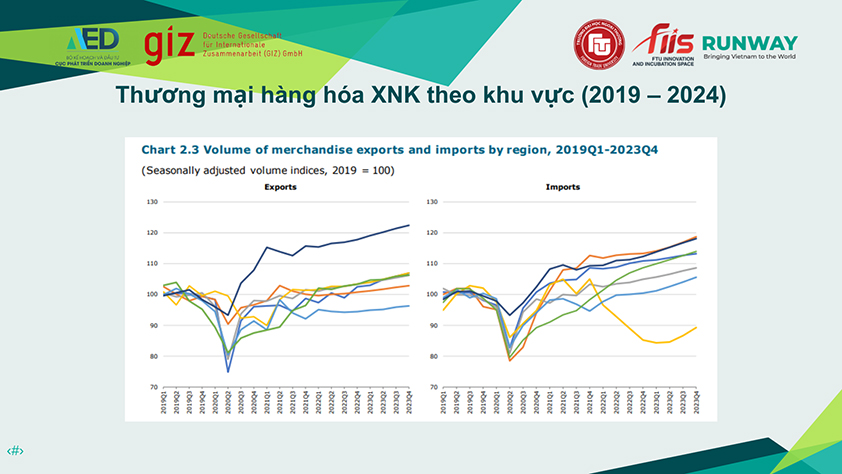 AED
BỘ KẾ HOẠCH VÀ ĐẦU TƯ
CỤC PHÁT TRIỂN DOANH NGHIỆP
giz
Deutsche Gesellschaft
für Internationale
Zusammenarbeit (GIZ) GmbH
FTU
fiis
FTU INNOVATION
AND INCUBATION SPACE
RUNWAY
Bringing Vietnam to the World
Thương mại hàng hóa XNK theo khu vực (2019 – 2024)
Chart 2.3 Volume of merchandise exports and imports by region, 2019Q1-2023Q4
(Seasonally adjusted volume indices, 2019 = 100)
Exports
130
120
110
100
90
80
70
2019Q1 2019Q2 2019Q3 2019Q4 2020Q1 2020Q2 2020Q3 2020Q4 2021Q1 2021Q2 2021Q3 2021Q4 2022Q1 2022Q2 2022Q3 2022Q4 2023Q1 2023Q2 2023Q3 2023Q4
Imports
130
120
110
100
90
80
70
2019Q1 2019Q2 2019Q3 2019Q4 2020Q1 2020Q2 2020Q3 2020Q4 2021Q1 2021Q2 2021Q3 2021Q4 2022Q1 2022Q2 2022Q3 2022Q4 2023Q1 2023Q2 2023Q3 2023Q4
‹#›